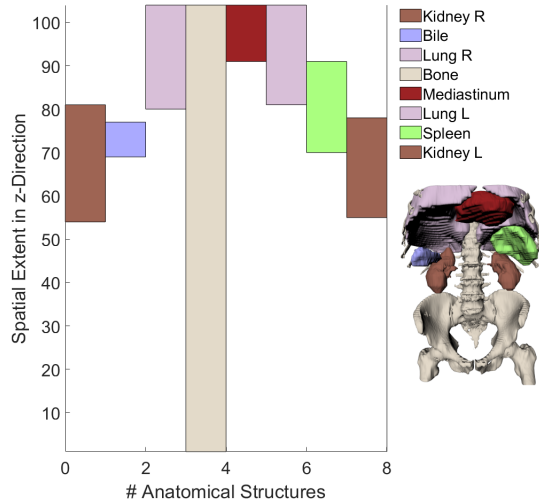 Spatial Extent in z-Direction
100
90
80
70
60
50
40
30
20
10
0
2
4
6
8
# Anatomical Structures
Kidney R
Bile
Lung R
Bone
Mediastinum
Lung L
Spleen
Kidney L